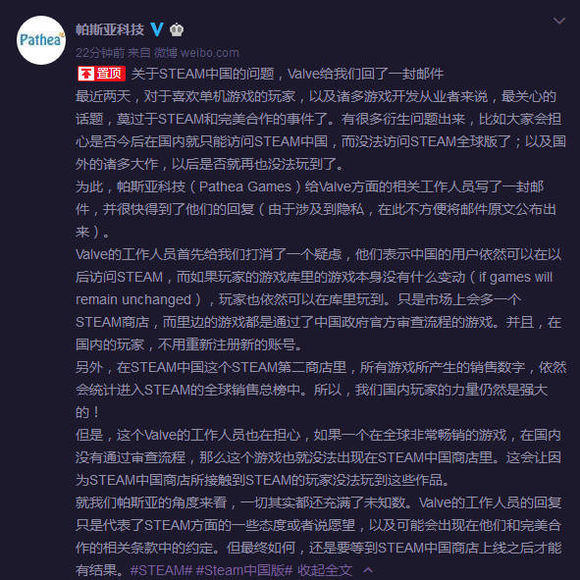 Pathea
帕斯亚科技
22分钟前 来自 微博 weibo.com
置顶 关于STEAM中国的问题，Valve给我们回了一封邮件
最近两天，对于喜欢单机游戏的玩家，以及诸多游戏开发从业者来说，最关心的
话题，莫过于STEAM和完美合作的事件了。有很多衍生问题出来，比如大家会担
心是否今后在国内就只能访问STEAM中国，而没法访问STEAM全球版了；以及国
外的诸多大作，以后是否就再也没法玩到了。
为此，帕斯亚科技（Pathea Games）给Valve方面的相关工作人员写了一封邮
件，并很快得到了他们的回复（由于涉及到隐私，在此不方便将邮件原文公布出
来）。
Valve的工作人员首先给我们打消了一个疑虑，他们表示中国的用户依然可以在以
后访问STEAM，而如果玩家的游戏库里的游戏本身没有什么变动（if games will
remain unchanged），玩家也依然可以在库里玩到。只是市场上会多一个
STEAM商店，而里边的游戏都是通过了中国政府官方审查流程的游戏。并且，在
国内的玩家，不用重新注册新的账号。
另外，在STEAM中国这个STEAM第二商店里，所有游戏所产生的销售数字，依然
会统计进入STEAM的全球销售总榜中。所以，我们国内玩家的力量仍然是强大
的！
但是，这个Valve的工作人员也在担心，如果一个在全球非常畅销的游戏，在国内
没有通过审查流程，那么这个游戏也就没法出现在STEAM中国商店里。这会让因
为STEAM中国商店所接触到STEAM的玩家没法玩到这些作品。
就我们帕斯亚的角度来看，一切其实都还充满了未知数。Valve的工作人员的回复
只是代表了STEAM方面的一些态度或者说愿望，以及可能会出现在他们和完美合
作的相关条款中的约定。但最终如何，还是要等到STEAM中国商店上线之后才能
有结果。#STEAM# #Steam中国版# 收起全文